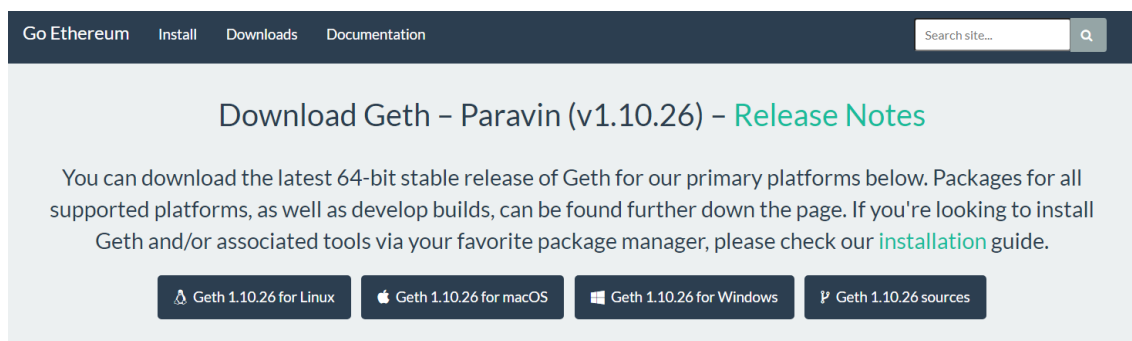 Go Ethereum Install Downloads Documentation Search site...
Download Geth – Paravin (v1.10.26) – Release Notes
You can download the latest 64-bit stable release of Geth for our primary platforms below. Packages for all
supported platforms, as well as develop builds, can be found further down the page. If you're looking to install
Geth and/or associated tools via your favorite package manager, please check our installation guide.
Geth 1.10.26 for Linux Geth 1.10.26 for macOS Geth 1.10.26 for Windows Geth 1.10.26 sources